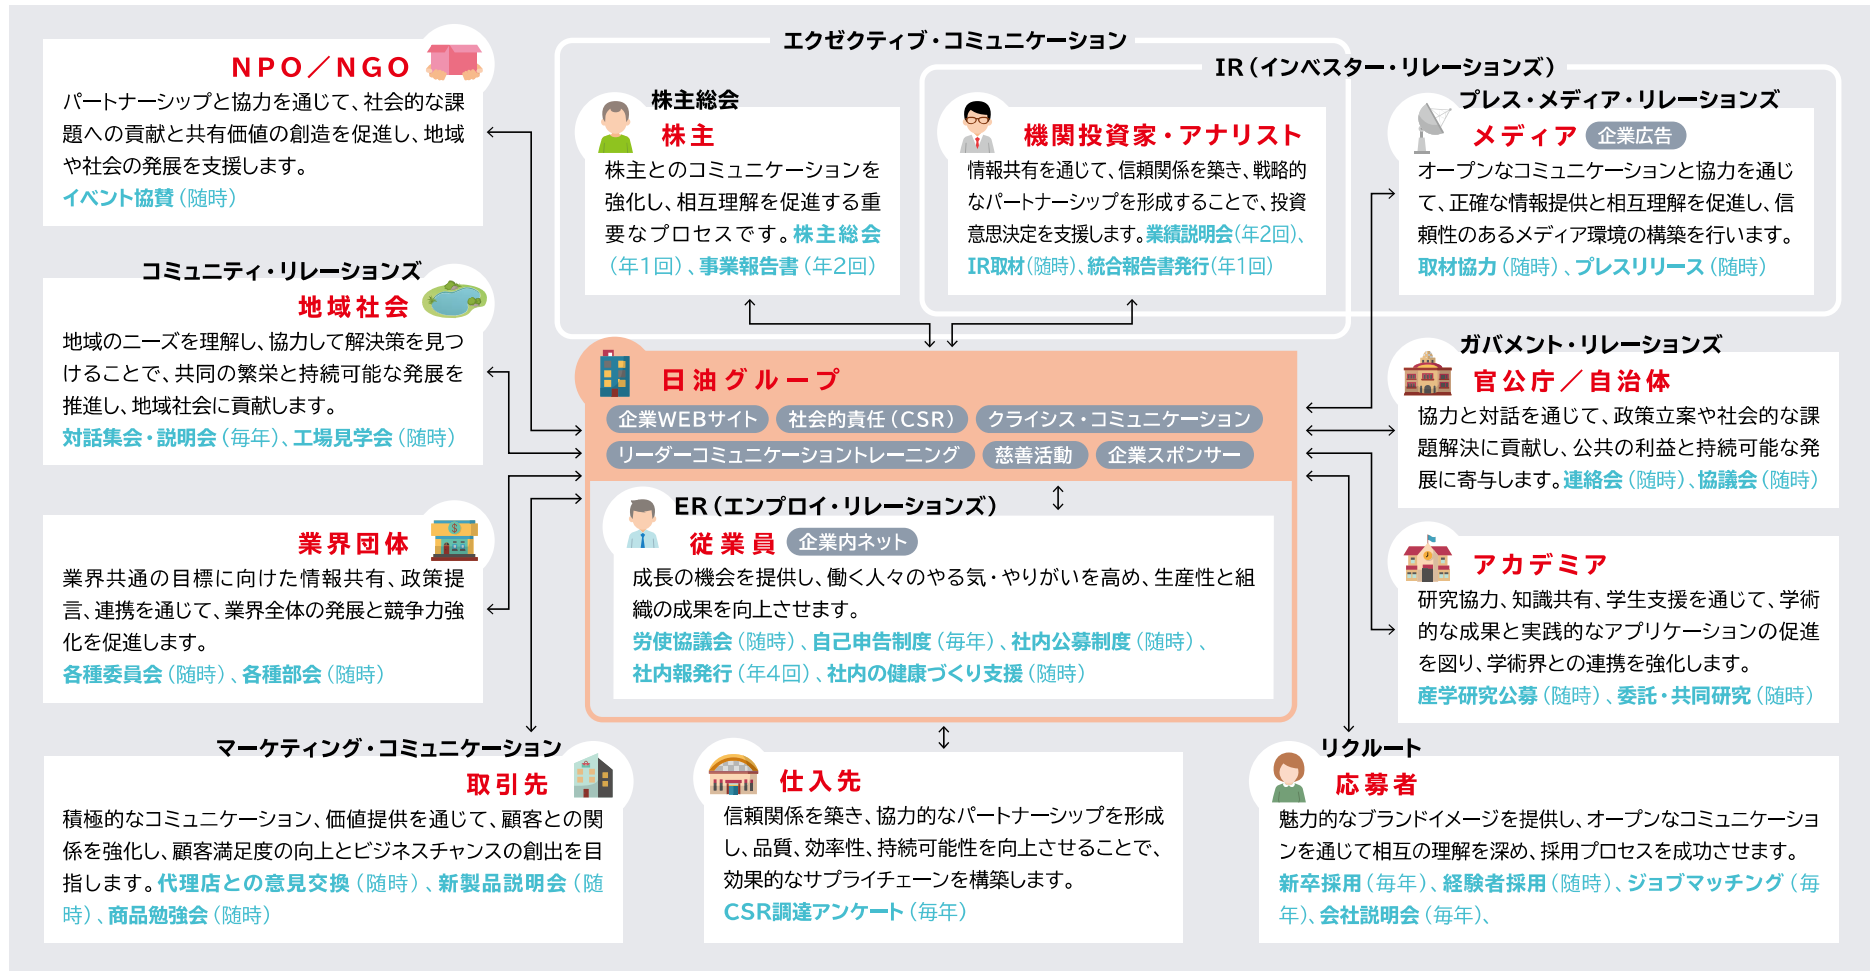 エクゼクティブ・コミュニケーション
IR（インベスター・リレーションズ）
NPO／NGO
パートナーシップと協力を通じて、社会的な課
題への貢献と共有価値の創造を促進し、地域
や社会の発展を支援します。
イベント協賛（随時）
株主総会
株主
株主とのコミュニケーションを
強化し、相互理解を促進する重
要なプロセスです。株主総会
（年1回）、事業報告書（年2回）
機関投資家・アナリスト
情報共有を通じて、信頼関係を築き、戦略的
なパートナーシップを形成することで、投資
意思決定を支援します。業績説明会（年2回）、
IR取材（随時）、統合報告書発行（年1回）
プレス・メディア・リレーションズ
メディア 企業広告
オープンなコミュニケーションと協力を通じ
て、正確な情報提供と相互理解を促進し、信
頼性のあるメディア環境の構築を行います。
取材協力（随時）、プレスリリース（随時）
コミュニティ・リレーションズ
地域社会
地域のニーズを理解し、協力して解決策を見つ
けることで、共同の繁栄と持続可能な発展を
推進し、地域社会に貢献します。
対話集会・説明会（毎年）、工場見学会（随時）
日油グループ
企業WEBサイト 社会的責任（CSR） クライシス・コミュニケーション
リーダーコミュニケーショントレーニング 慈善活動 企業スポンサー
ガバメント・リレーションズ
官公庁／自治体
協力と対話を通じて、政策立案や社会的な課
題解決に貢献し、公共の利益と持続可能な発
展に寄与します。連絡会（随時）、協議会（随時）
業界団体
業界共通の目標に向けた情報共有、政策提
言、連携を通じて、業界全体の発展と競争力強
化を促進します。
各種委員会（随時）、各種部会（随時）
ER（エンプロイ・リレーションズ）
従業員 企業内ネット
成長の機会を提供し、働く人々のやる気・やりがいを高め、生産性と組
織の成果を向上させます。
労使協議会（随時）、自己申告制度（毎年）、社内公募制度（随時）、
社内報発行（年4回）、社内の健康づくり支援（随時）
アカデミア
研究協力、知識共有、学生支援を通じて、学術
的な成果と実践的なアプリケーションの促進
を図り、学術界との連携を強化します。
産学研究公募（随時）、委託・共同研究（随時）
マーケティング・コミュニケーション
取引先
積極的なコミュニケーション、価値提供を通じて、顧客との関
係を強化し、顧客満足度の向上とビジネスチャンスの創出を目
指します。代理店との意見交換（随時）、新製品説明会（随
時）、商品勉強会（随時）
仕入先
信頼関係を築き、協力的なパートナーシップを形成
し、品質、効率性、持続可能性を向上させることで、
効果的なサプライチェーンを構築します。
CSR調達アンケート（毎年）
リクルート
応募者
魅力的なブランドイメージを提供し、オープンなコミュニケーショ
ンを通じて相互の理解を深め、採用プロセスを成功させます。
新卒採用（毎年）、経験者採用（随時）、ジョブマッチング（毎
年）、会社説明会（毎年）、